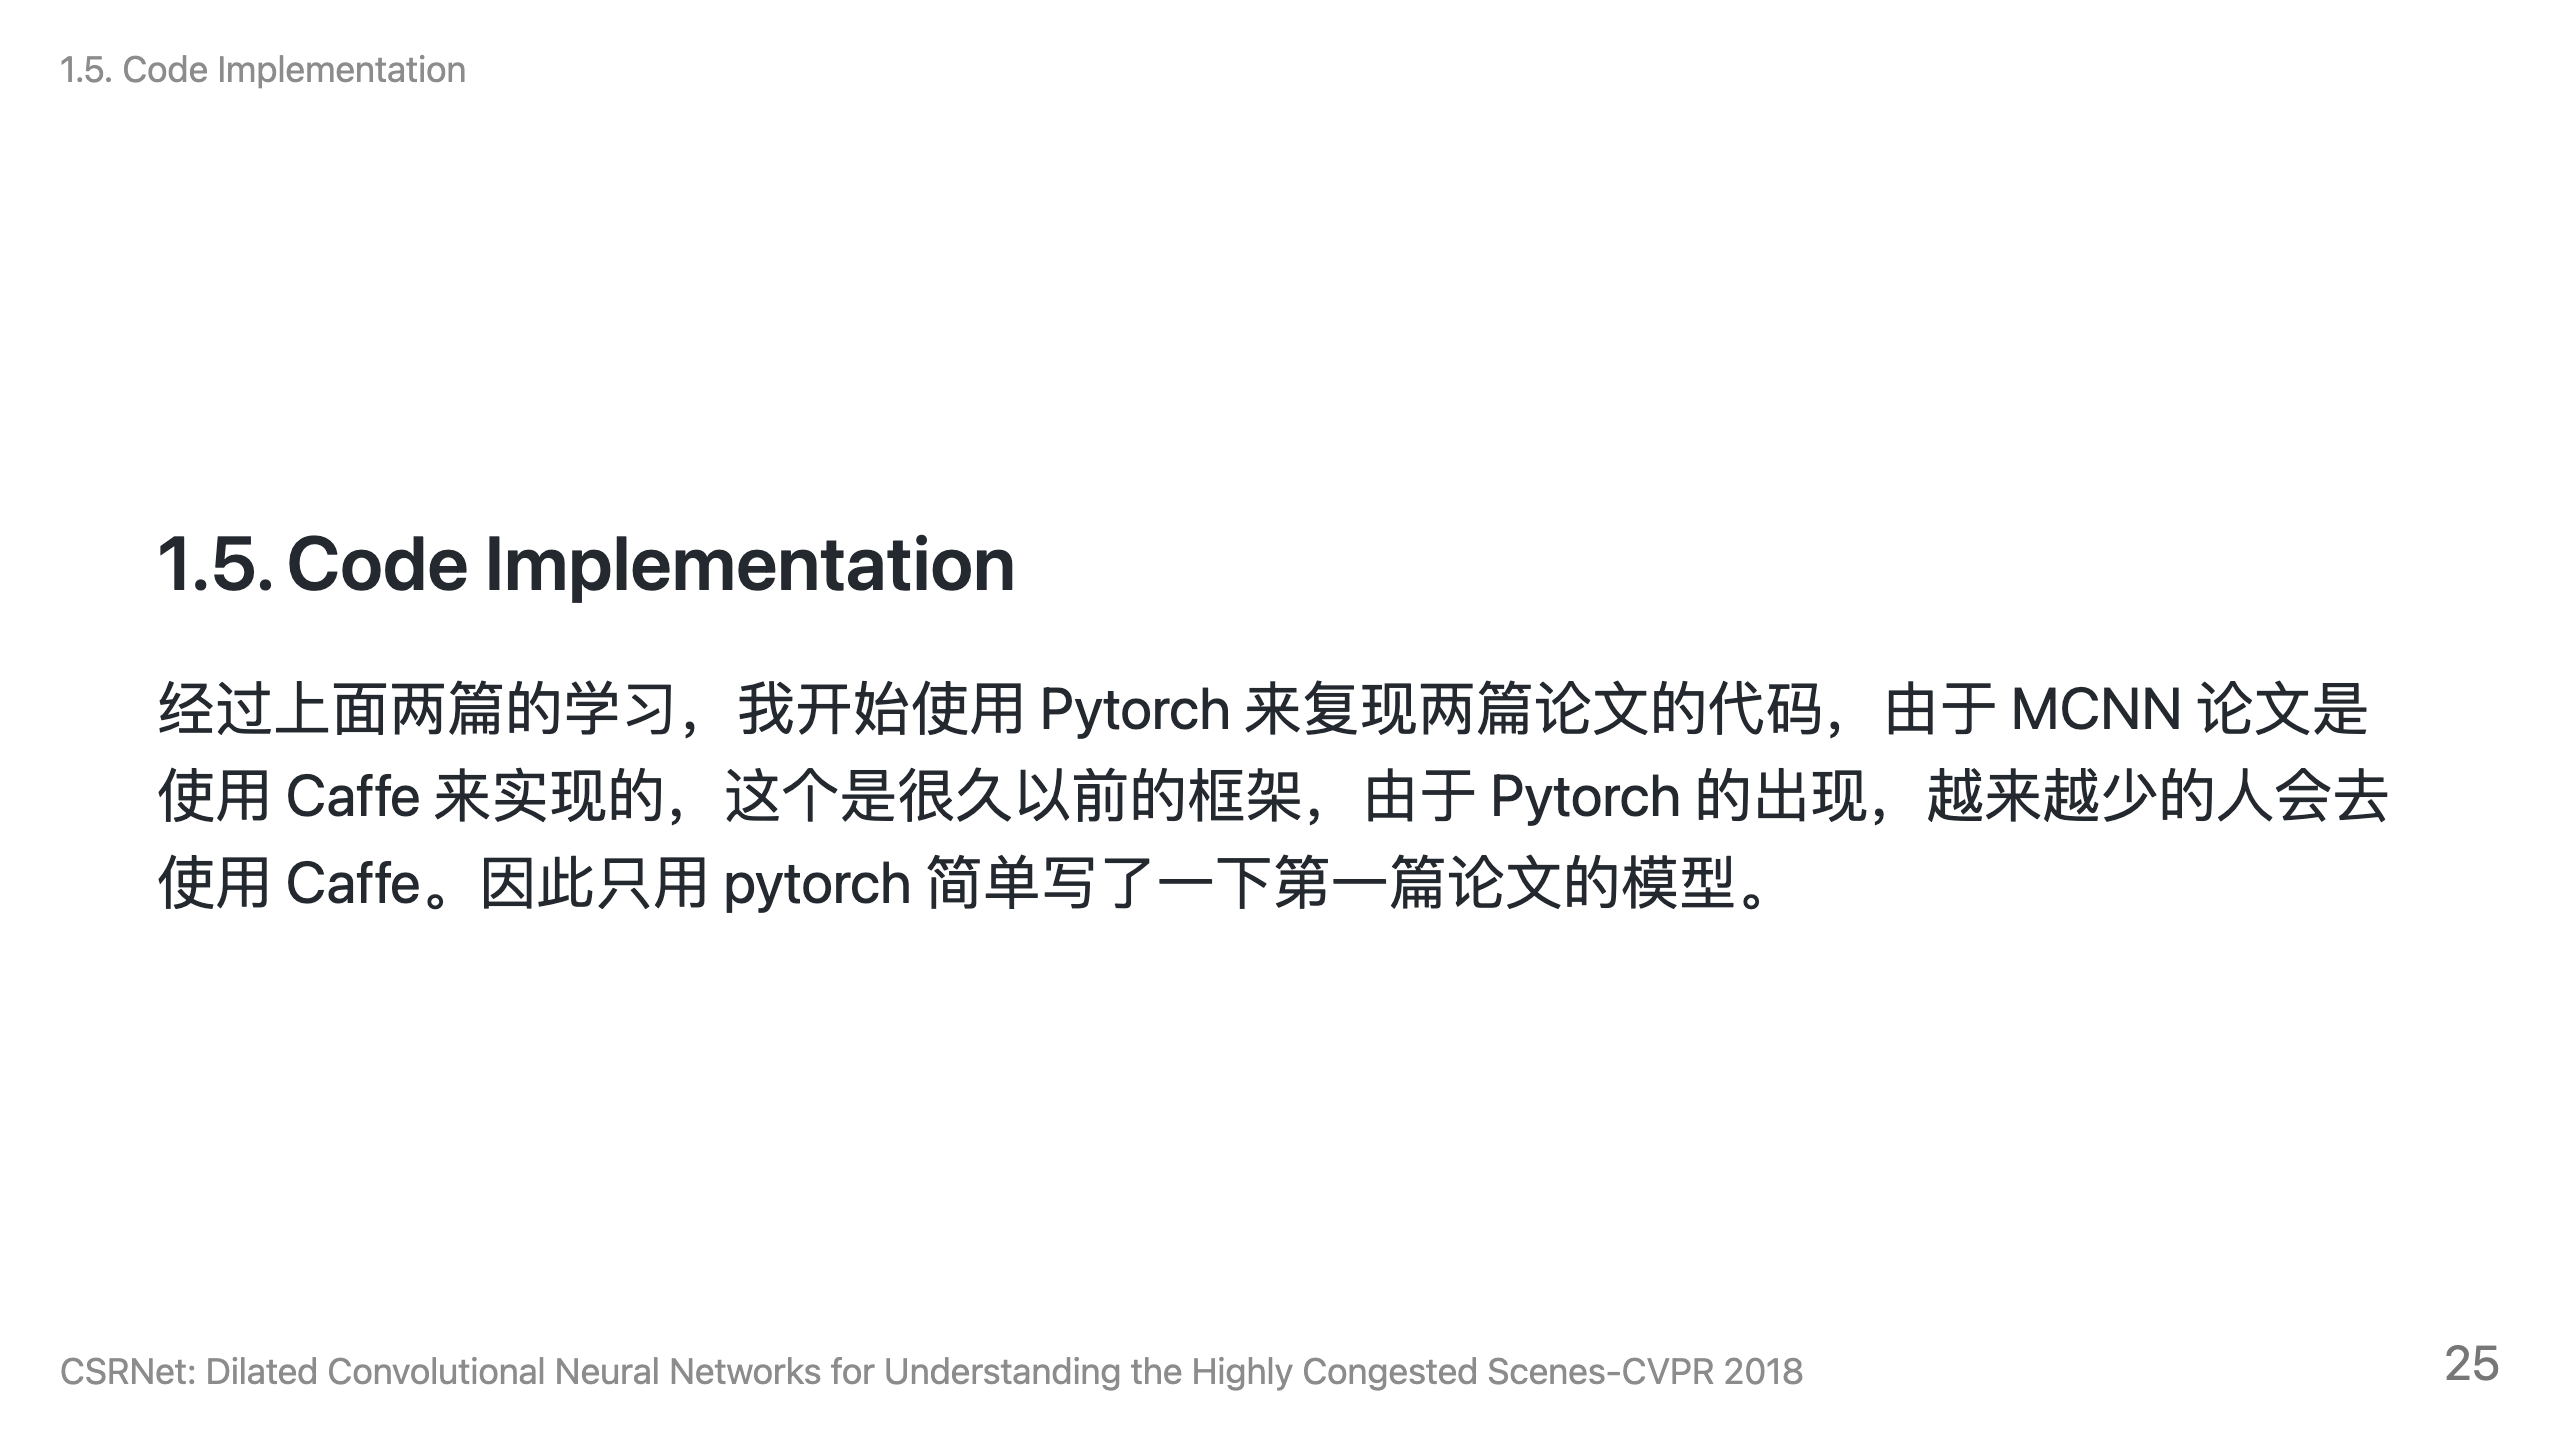 1.5. Code Implementation
1.5. Code Implementation
经过上面两篇的学习，我开始使用 Pytorch 来复现两篇论文的代码，由于 MCNN 论文是
使用 Caffe 来实现的，这个是很久以前的框架，由于 Pytorch 的出现，越来越少的人会去
使用 Caffe。因此只用 pytorch 简单写了一下第一篇论文的模型。
CSRNet: Dilated Convolutional Neural Networks for Understanding the Highly Congested Scenes-CVPR 2018
25